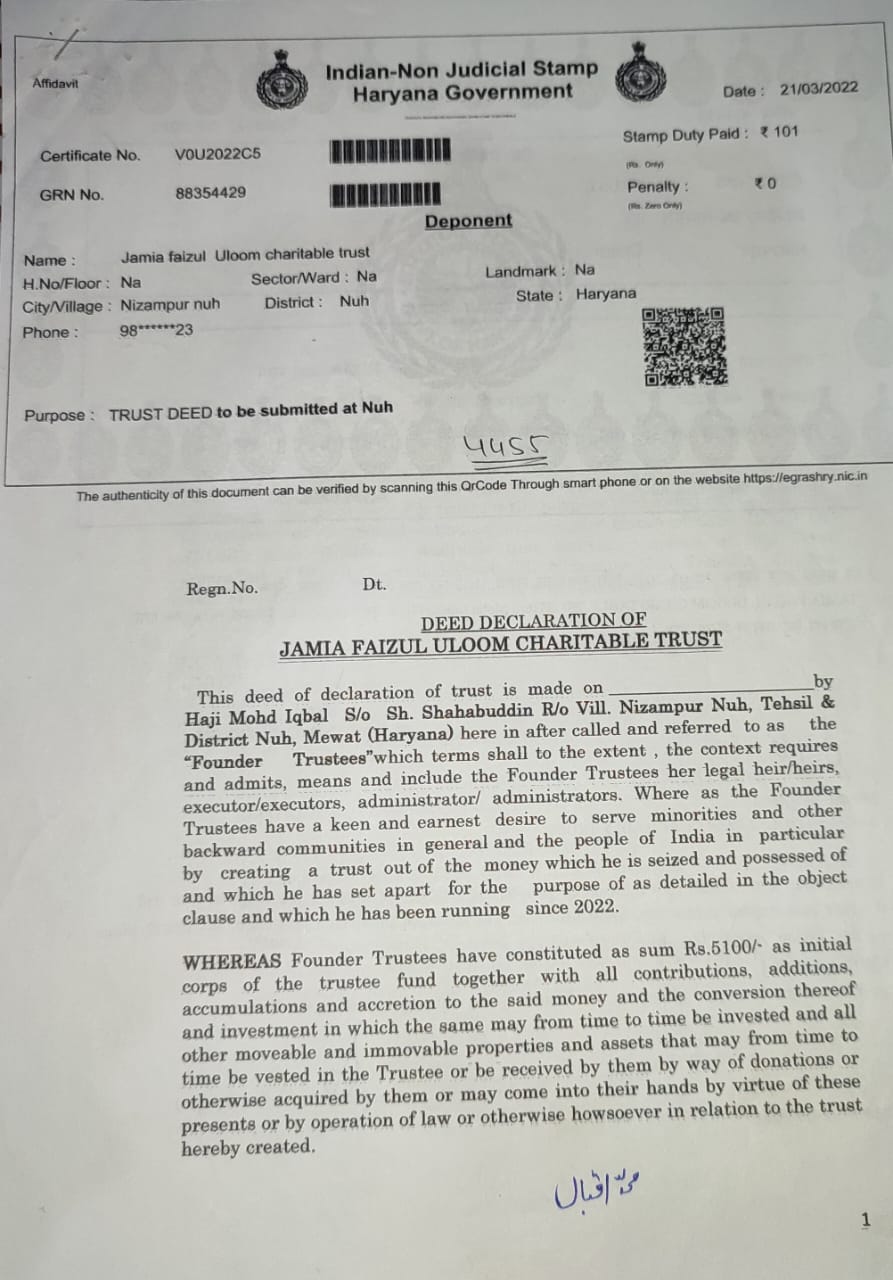 Affidavit
Indian-Non Judicial Stamp
Haryana Government
Date : 21/03/2022
Certificate No. V0U2022C5
Stamp Duty Paid : ₹ 101
(Rs. Only)
GRN No. 88354429
Penalty : ₹ 0
(Rs. Zero Only)
Deponent
Name : Jamia faizul Uloom charitable trust
H.No/Floor : Na Sector/Ward : Na Landmark : Na
City/Village : Nizampur nuh District : Nuh State : Haryana
Phone : 98******23
Purpose : TRUST DEED to be submitted at Nuh
4455
The authenticity of this document can be verified by scanning this QrCode Through smart phone or on the website https://egrashry.nic.in
Regn.No. Dt.
DEED DECLARATION OF
JAMIA FAIZUL ULOOM CHARITABLE TRUST
This deed of declaration of trust is made on ____________________by
Haji Mohd Iqbal S/o Sh. Shahabuddin R/o Vill. Nizampur Nuh, Tehsil &
District Nuh, Mewat (Haryana) here in after called and referred to as the
“Founder Trustees”which terms shall to the extent , the context requires
and admits, means and include the Founder Trustees her legal heir/heirs,
executor/executors, administrator/ administrators. Where as the Founder
Trustees have a keen and earnest desire to serve minorities and other
backward communities in general and the people of India in particular
by creating a trust out of the money which he is seized and possessed of
and which he has set apart for the purpose of as detailed in the object
clause and which he has been running since 2022.
WHEREAS Founder Trustees have constituted as sum Rs.5100/- as initial
corps of the trustee fund together with all contributions, additions,
accumulations and accretion to the said money and the conversion thereof
and investment in which the same may from time to time be invested and all
other moveable and immovable properties and assets that may from time to
time be vested in the Trustee or be received by them by way of donations or
otherwise acquired by them or may come into their hands by virtue of these
presents or by operation of law or otherwise howsoever in relation to the trust
hereby created.
محمد اقبال
1